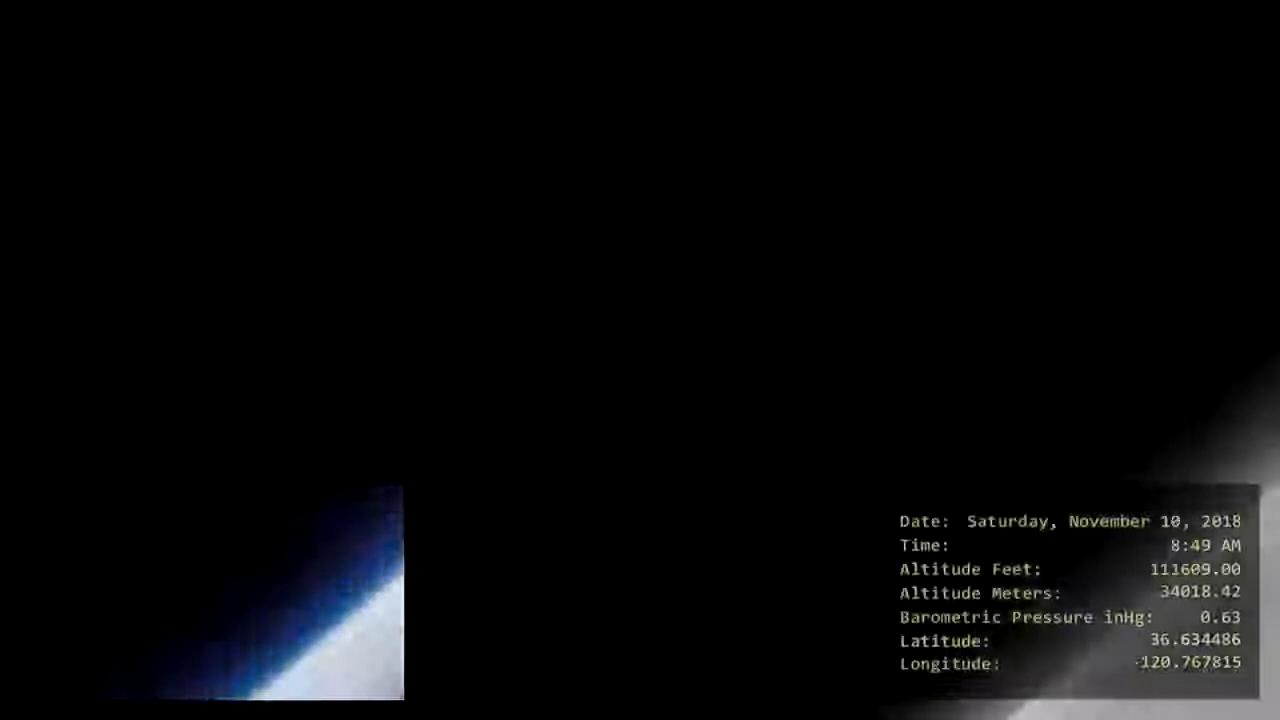 Date: Saturday, November 10, 2018
Time: 8:49 AM
Altitude Feet: 111609.00
Altitude Meters: 34018.42
Barometric Pressure inHg: 0.63
Latitude: 36.634486
Longitude: -120.767815